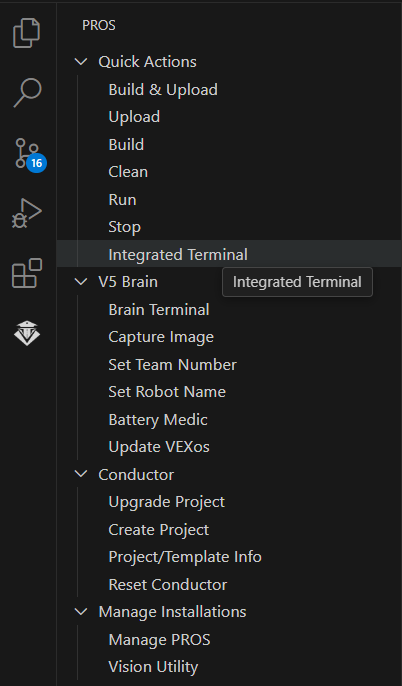 PROS
Quick Actions
Build & Upload
Upload
Build
16
Clean
Run
Stop
Integrated Terminal
Integrated Terminal
V5 Brain
Brain Terminal
Capture Image
Set Team Number
Set Robot Name
Battery Medic
Update VEXos
Conductor
Upgrade Project
Create Project
Project/Template Info
Reset Conductor
Manage Installations
Manage PROS
Vision Utility